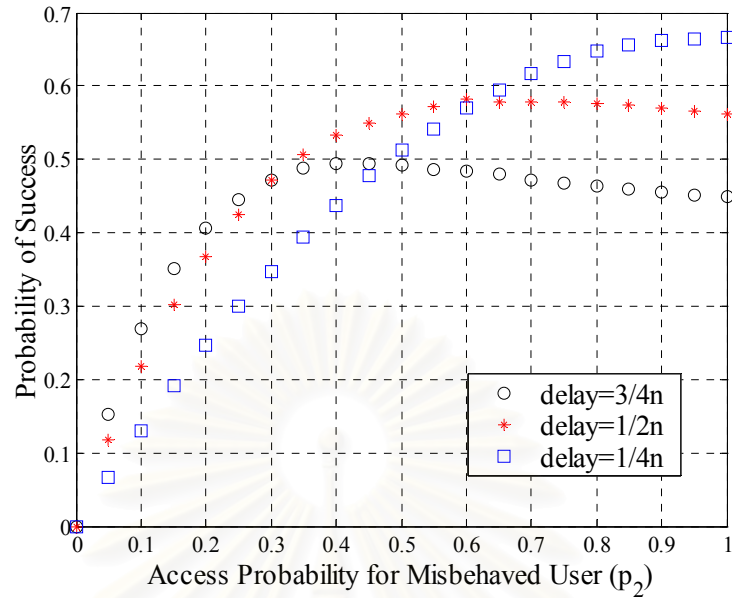 0.7
0.6
0.5
0.4
0.3
0.2
0.1
0
Probability of Success
delay=3/4n
delay=1/2n
delay=1/4n
0 0.1 0.2 0.3 0.4 0.5 0.6 0.7 0.8 0.9 1
Access Probability for Misbehaved User (p2)